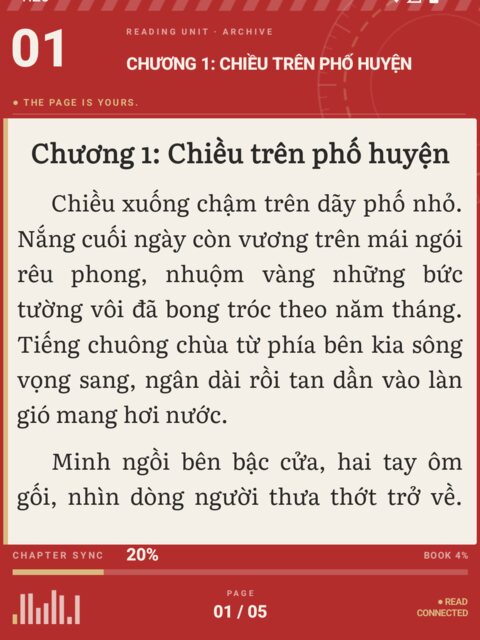 01
READING UNIT · ARCHIVE
CHƯƠNG 1: CHIỀU TRÊN PHỐ HUYỆN
THE PAGE IS YOURS.
Chương 1: Chiều trên phố huyện
Chiều xuống chậm trên dãy phố nhỏ.
Nắng cuối ngày còn vương trên mái ngói
rêu phong, nhuộm vàng những bức
tường vôi đã bong tróc theo năm tháng.
Tiếng chuông chùa từ phía bên kia sông
vọng sang, ngân dài rồi tan dần vào làn
gió mang hơi nước.
Minh ngồi bên bậc cửa, hai tay ôm
gối, nhìn dòng người thưa thớt trở về.
CHAPTER SYNC 20%
BOOK 4%
PAGE
01 / 05
READ
CONNECTED